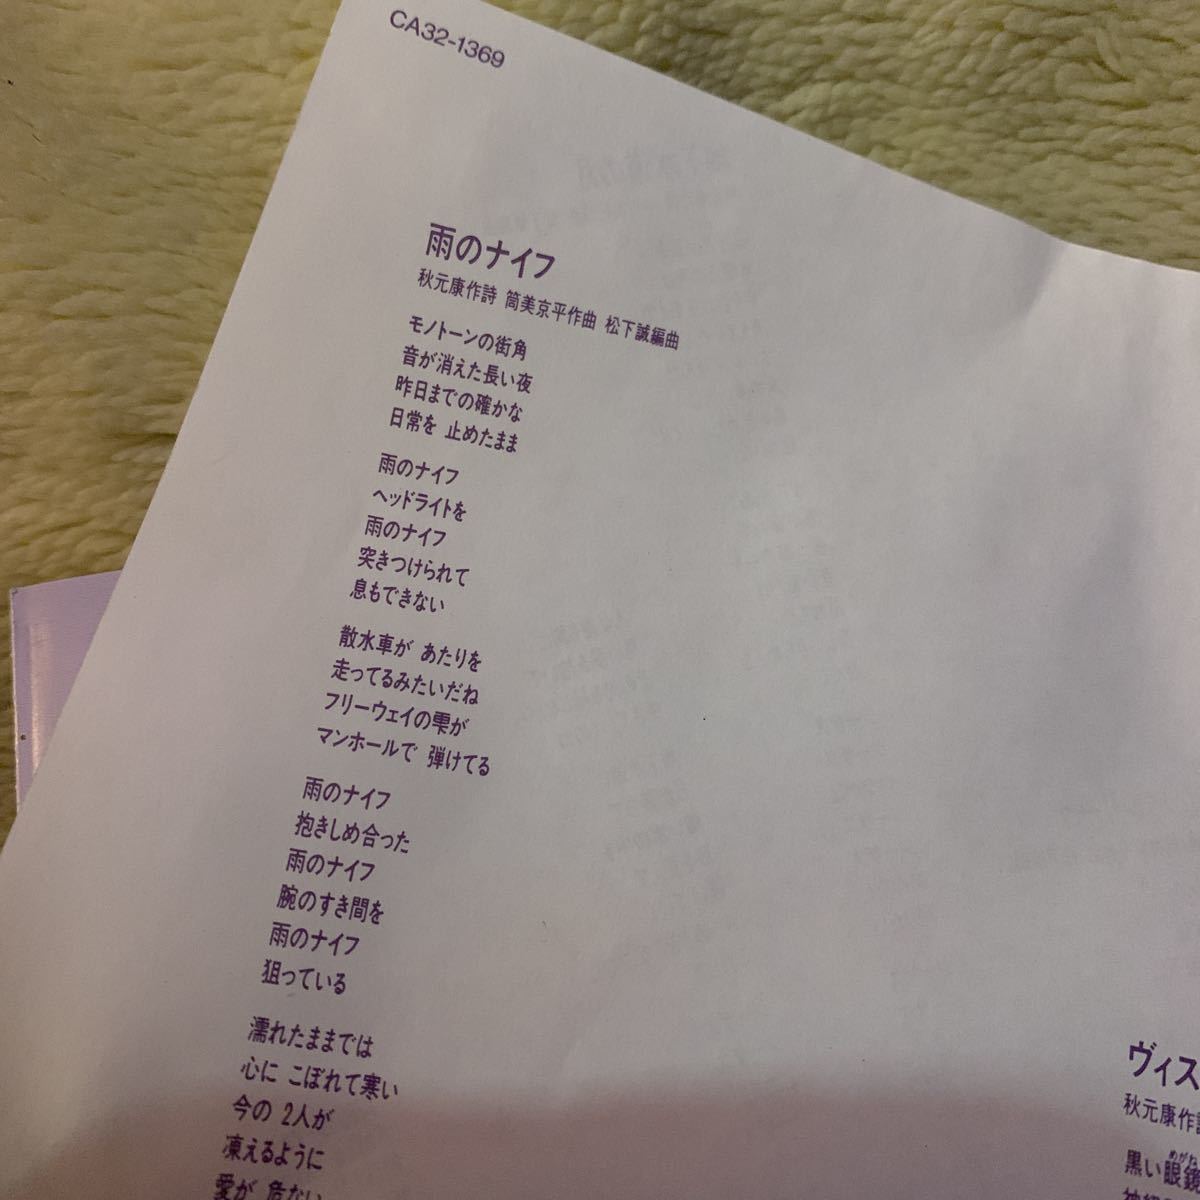 CA32-1369
雨のナイフ
秋元康作詩 筒美京平作曲 松下誠編曲
モノトーンの街角
音が消えた長い夜
昨日までの確かな
日常を 止めたまま
雨のナイフ
ヘッドライトを
雨のナイフ
突きつけられて
息もできない
散水車が あたりを
走ってるみたいだね
フリーウェイの雫が
マンホールで 弾けてる
雨のナイフ
抱きしめ合った
雨のナイフ
腕のすき間を
雨のナイフ
狙っている
濡れたままでは
心に こぼれて寒い
今の 2人が
凍えるように
愛が 危ない
ヴィス
秋元康作詩
黒い眼鏡
めがね